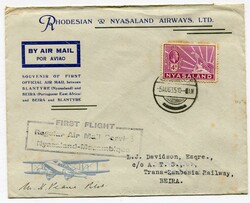 RHODESIAN & NYASALAND AIRWAYS, LTD.
BY AIR MAIL
PAR AVIAO
SOUVENIR OF FIRST
OFFICIAL AIR MAIL BETWEEN
BLANTYRE (Nyasaland) and
BEIRA (Portuguese East Africa)
and
BEIRA and BLANTYRE
NYASALAND
FIRST FLIGHT
Regular Air Mail Service
Nyasaland-Mozambique
Z.J. Davidson, Esqre.,
C/o A.T.
Trans-Zambesia Railway,
BEIRA.
Pilot